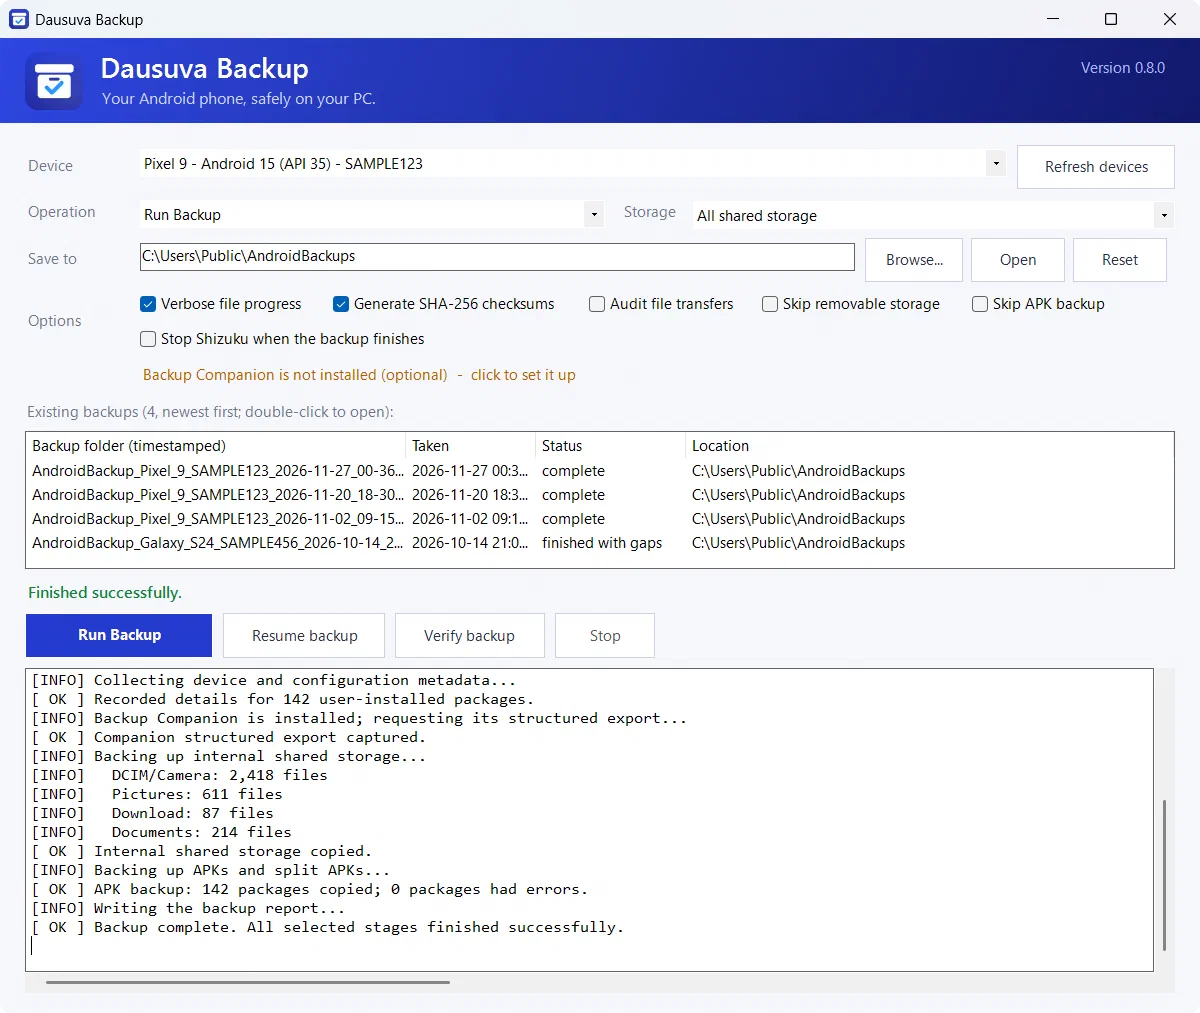 Dausuva Backup
Dausuva Backup
Version 0.8.0
Your Android phone, safely on your PC.
Device
Pixel 9 - Android 15 (API 35) - SAMPLE123
Refresh devices
Operation
Run Backup
Storage
All shared storage
Save to
C:\Users\Public\AndroidBackups
Browse...
Open
Reset
Options
Verbose file progress
Generate SHA-256 checksums
Audit file transfers
Skip removable storage
Skip APK backup
Stop Shizuku when the backup finishes
Backup Companion is not installed (optional) - click to set it up
Existing backups (4, newest first; double-click to open):
Backup folder (timestamped) Taken Status Location
AndroidBackup_Pixel_9_SAMPLE123_2026-11-27_00-36... 2026-11-27 00:3... complete C:\Users\Public\AndroidBackups
AndroidBackup_Pixel_9_SAMPLE123_2026-11-20_18-30... 2026-11-20 18:3... complete C:\Users\Public\AndroidBackups
AndroidBackup_Pixel_9_SAMPLE123_2026-11-02_09-15... 2026-11-02 09:1... complete C:\Users\Public\AndroidBackups
AndroidBackup_Galaxy_S24_SAMPLE456_2026-10-14_2... 2026-10-14 21:0... finished with gaps C:\Users\Public\AndroidBackups
Finished successfully.
Run Backup
Resume backup
Verify backup
Stop
[INFO] Collecting device and configuration metadata...
[ OK ] Recorded details for 142 user-installed packages.
[INFO] Backup Companion is installed; requesting its structured export...
[ OK ] Companion structured export captured.
[INFO] Backing up internal shared storage...
[INFO]   DCIM/Camera: 2,418 files
[INFO]   Pictures: 611 files
[INFO]   Download: 87 files
[INFO]   Documents: 214 files
[ OK ] Internal shared storage copied.
[INFO] Backing up APKs and split APKs...
[ OK ] APK backup: 142 packages copied; 0 packages had errors.
[INFO] Writing the backup report...
[ OK ] Backup complete. All selected stages finished successfully.